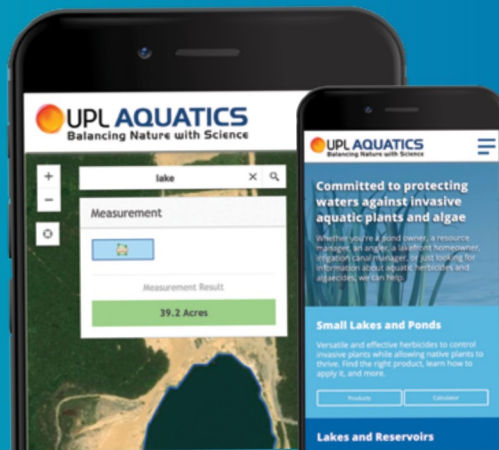 UPL AQUATICS
Balancing Nature with Science
+
lake
×
−
Measurement
Measurement Result
39.2 Acres
UPL AQUATICS
Balancing Nature with Science
Committed to protecting
waters against invasive
aquatic plants and algae
Whether you're a pond owner, a resource
manager, an angler, a lakefront homeowner,
irrigation canal manager, or just looking for
information about aquatic herbicides and
algaecides, we can help.
Small Lakes and Ponds
Versatile and effective herbicides to control
invasive plants while allowing native plants to
thrive. Find the right product, learn how to
apply it, and more.
Products
Calculator
Lakes and Reservoirs